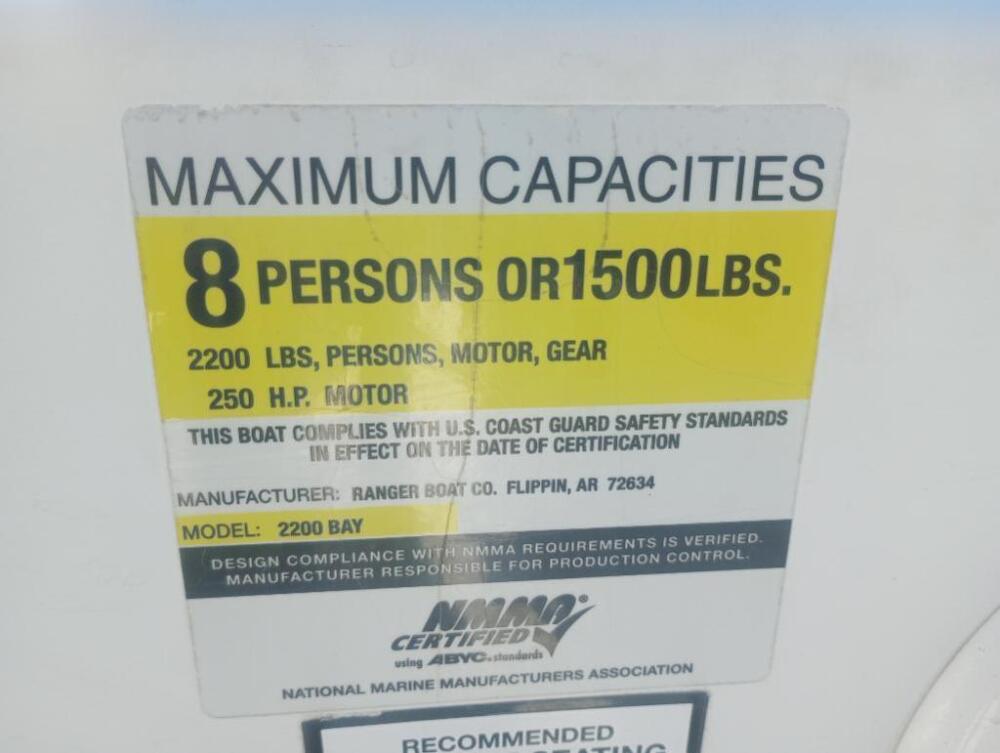 MAXIMUM CAPACITIES
8 PERSONS OR 1500 LBS.
2200 LBS, PERSONS, MOTOR, GEAR
250 H.P. MOTOR
THIS BOAT COMPLIES WITH U.S. COAST GUARD SAFETY STANDARDS
IN EFFECT ON THE DATE OF CERTIFICATION
MANUFACTURER: RANGER BOAT CO. FLIPPIN, AR 72634
MODEL: 2200 BAY
DESIGN COMPLIANCE WITH NMMA REQUIREMENTS IS VERIFIED.
MANUFACTURER RESPONSIBLE FOR PRODUCTION CONTROL.
NMMA®
CERTIFIED
using ABYC standards
NATIONAL MARINE MANUFACTURERS ASSOCIATION
RECOMMENDED
SEATING